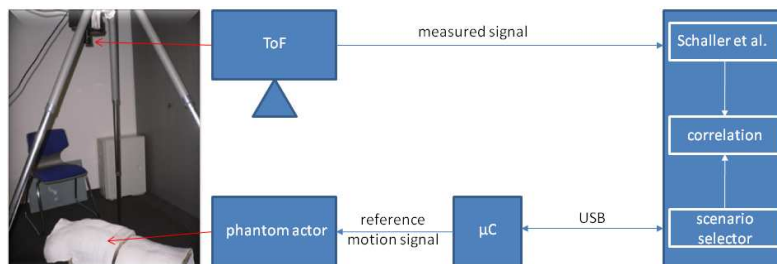 ToF
measured signal
Schaller et al.
correlation
phantom actor
reference
motion signal
µC
USB
scenario
selector